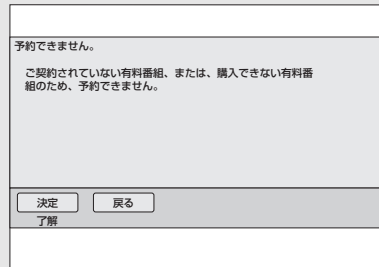 予約できません。
ご契約されていない有料番組、または、購入できない有料番
組のため、予約できません。
決定 戻る
了解